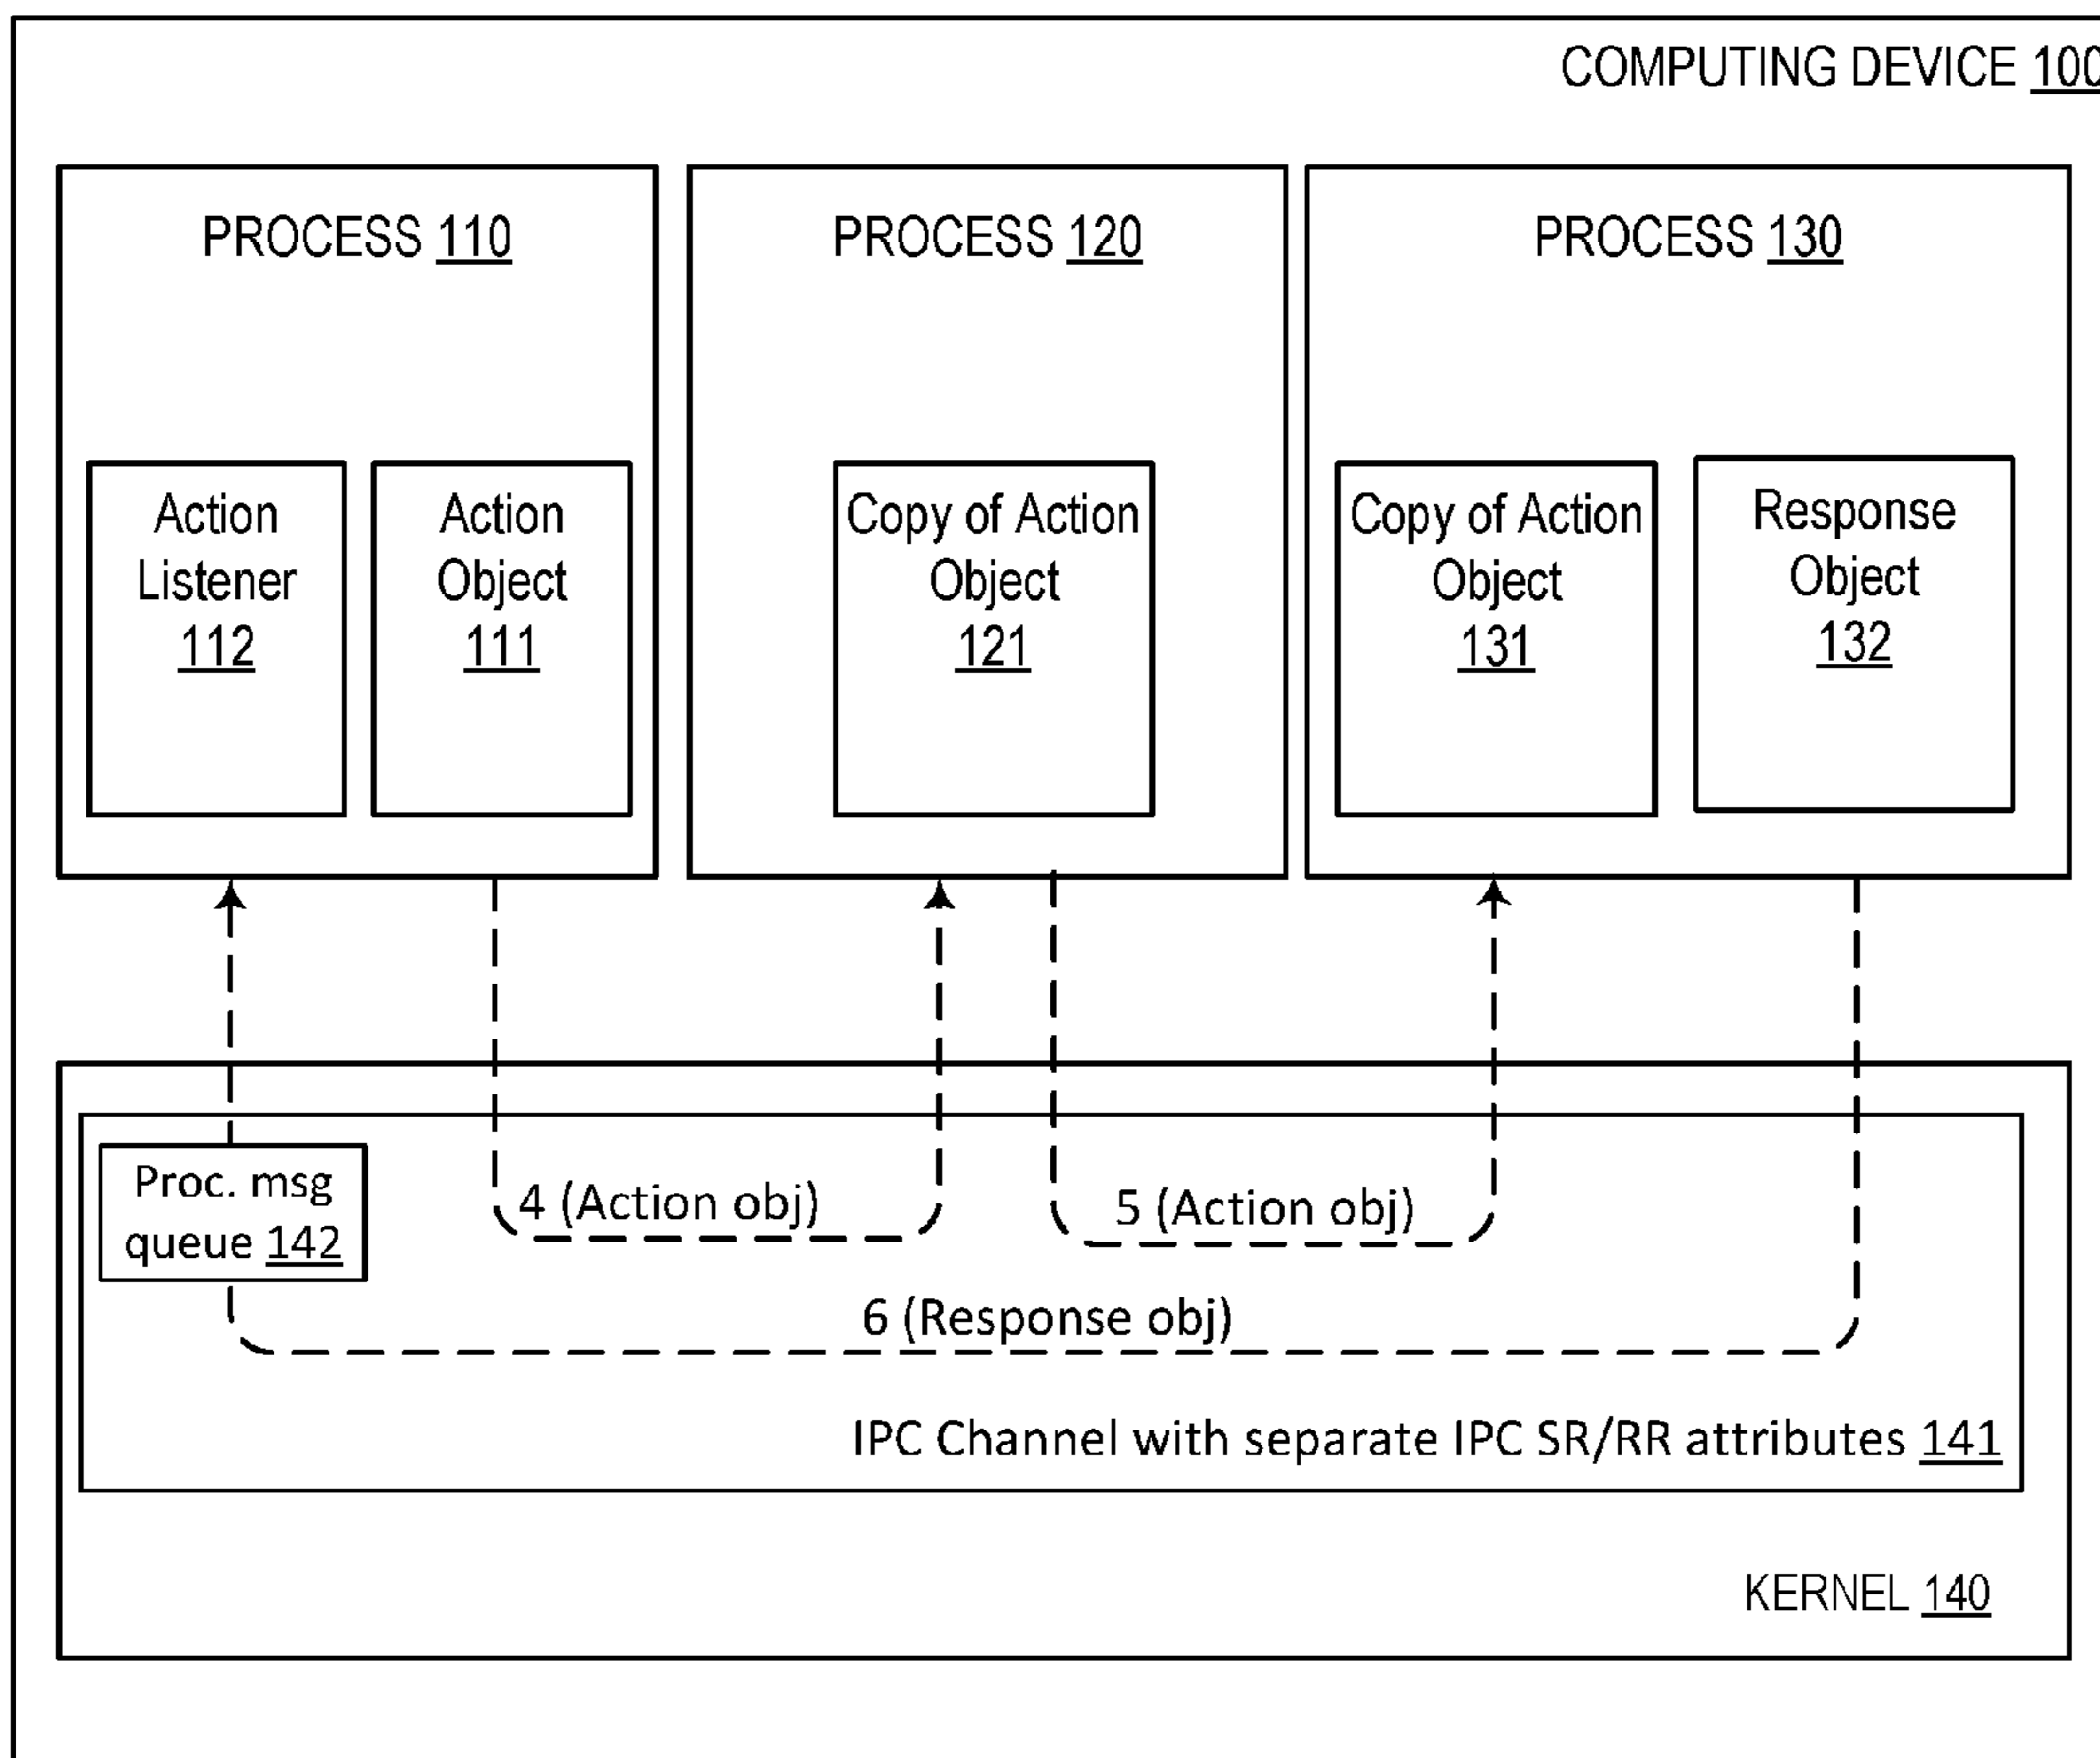 COMPUTING DEVICE 100
PROCESS 110
PROCESS 120
PROCESS 130
Action
Listener
112
Action
Object
111
Copy of Action
Object
121
Copy of Action
Object
131
Response
Object
132
Proc. msg
queue 142
4 (Action obj)
5 (Action obj)
6 (Response obj)
IPC Channel with separate IPC SR/RR attributes 141
KERNEL 140